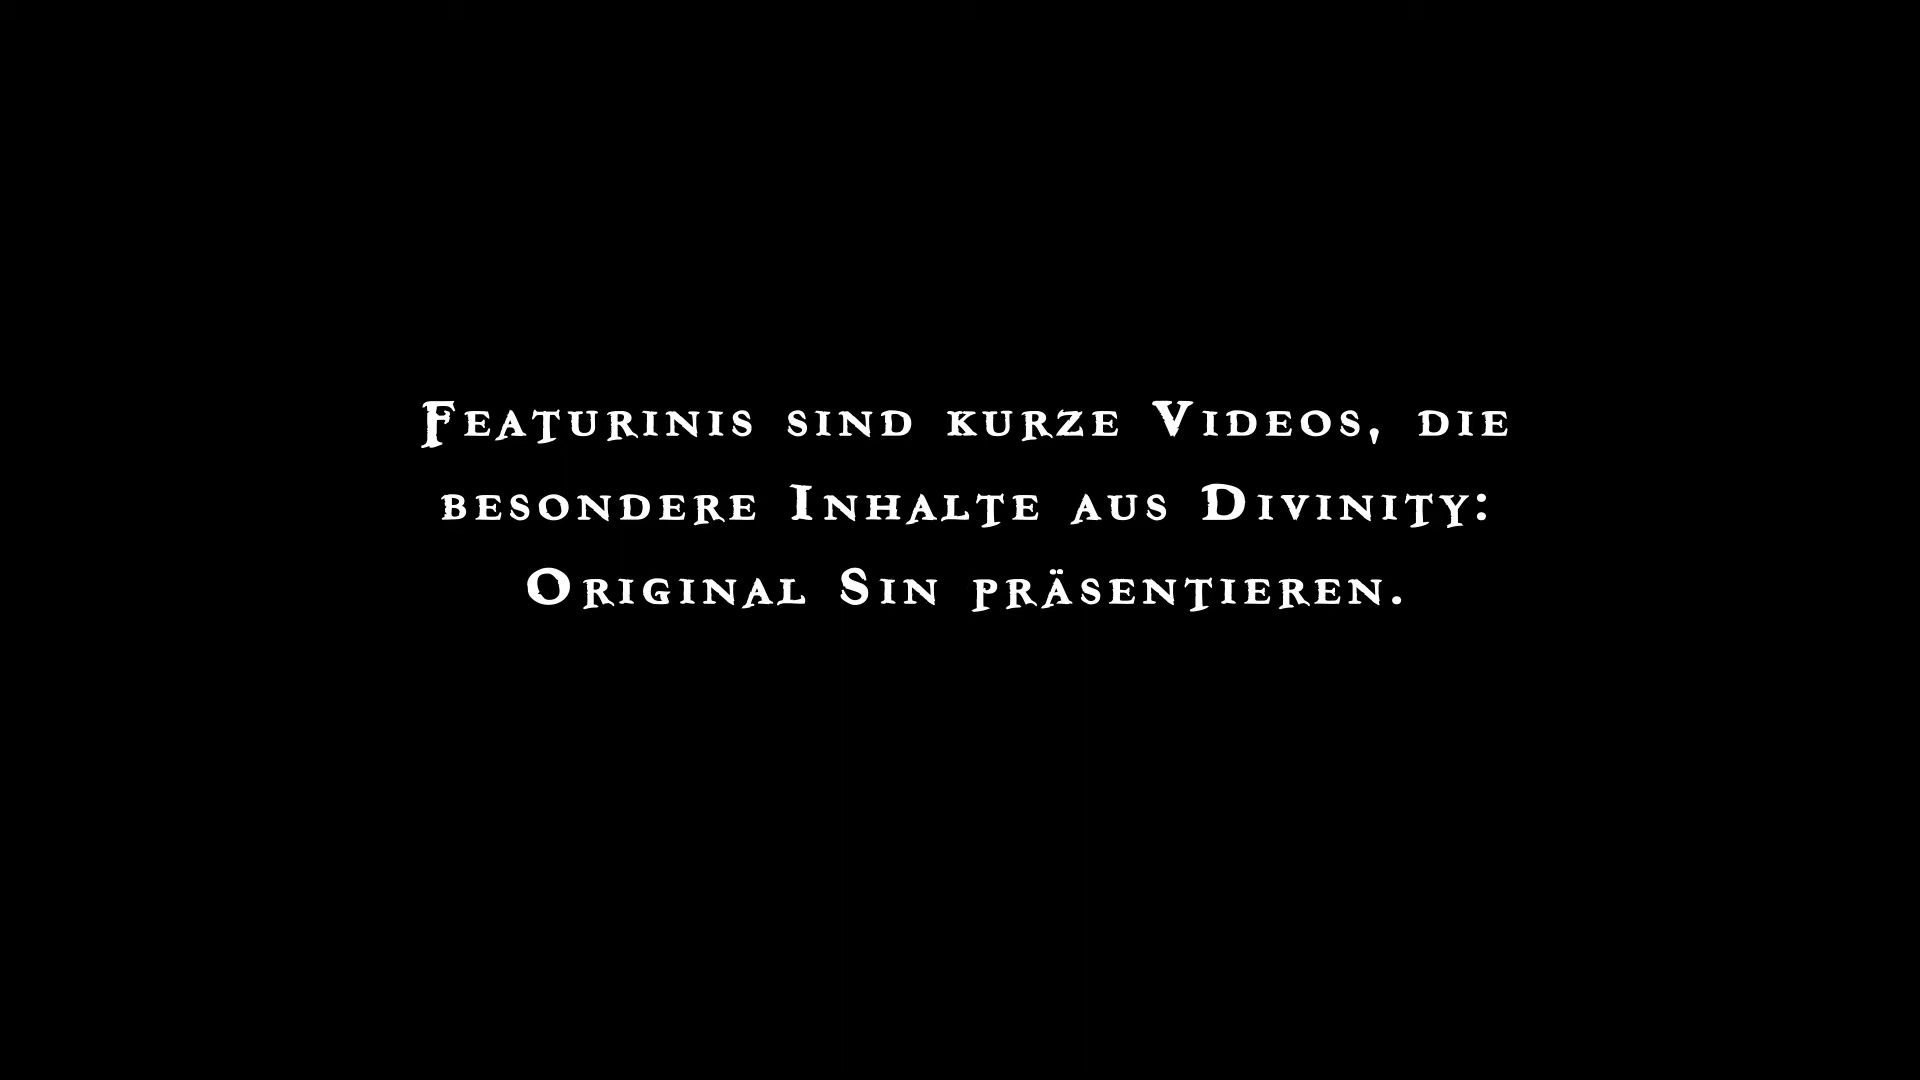 Featurinis sind kurze Videos, die
besondere Inhalte aus Divinity:
Original Sin präsentieren.